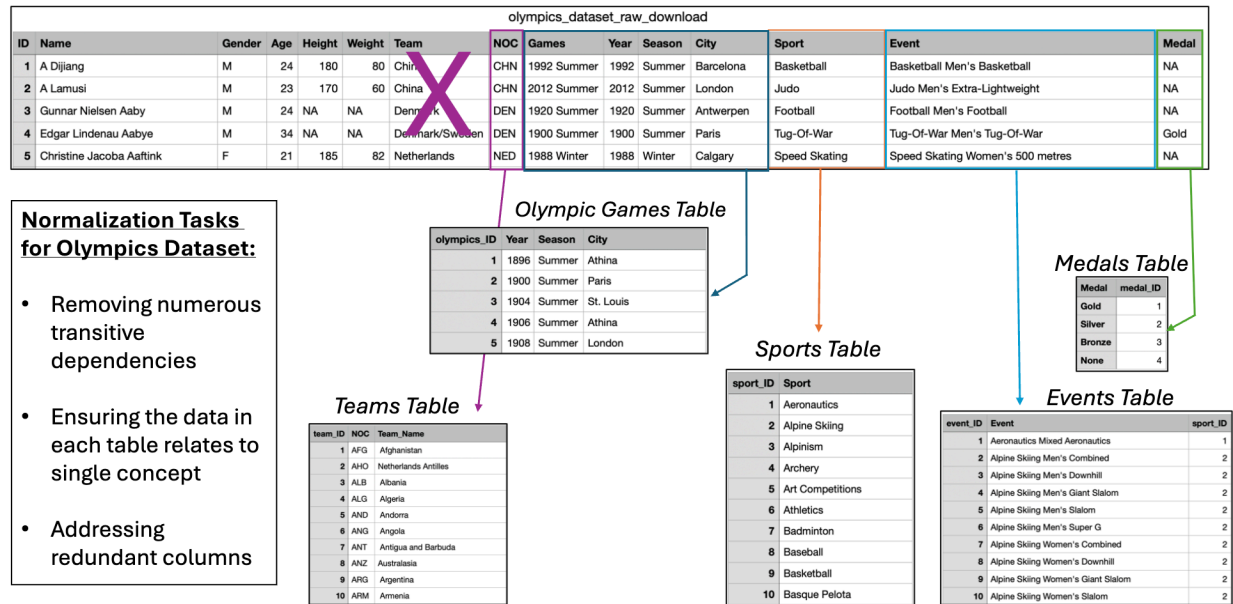 olympics_dataset_raw_download
ID Name Gender Age Height Weight Team NOC Games Year Season City Sport Event Medal
1 A Dijiang M 24 180 80 China CHN 1992 Summer 1992 Summer Barcelona Basketball Basketball Men's Basketball NA
2 A Lamusi M 23 170 60 China CHN 2012 Summer 2012 Summer London Judo Judo Men's Extra-Lightweight NA
3 Gunnar Nielsen Aaby M 24 NA NA Denmark DEN 1920 Summer 1920 Summer Antwerpen Football Football Men's Football NA
4 Edgar Lindenau Aabye M 34 NA NA Denmark/Sweden DEN 1900 Summer 1900 Summer Paris Tug-Of-War Tug-Of-War Men's Tug-Of-War Gold
5 Christine Jacoba Aaftink F 21 185 82 Netherlands NED 1988 Winter 1988 Winter Calgary Speed Skating Speed Skating Women's 500 metres NA
X
Normalization Tasks
for Olympics Dataset:
• Removing numerous
transitive
dependencies
• Ensuring the data in
each table relates to
single concept
• Addressing
redundant columns
Olympic Games Table
olympics_ID Year Season City
1 1896 Summer Athina
2 1900 Summer Paris
3 1904 Summer St. Louis
4 1906 Summer Athina
5 1908 Summer London
Medals Table
Medal medal_ID
Gold 1
Silver 2
Bronze 3
None 4
Teams Table
team_ID NOC Team_Name
1 AFG Afghanistan
2 AHO Netherlands Antilles
3 ALB Albania
4 ALG Algeria
5 AND Andorra
6 ANG Angola
7 ANT Antigua and Barbuda
8 ANZ Australasia
9 ARG Argentina
10 ARM Armenia
Sports Table
sport_ID Sport
1 Aeronautics
2 Alpine Skiing
3 Alpinism
4 Archery
5 Art Competitions
6 Athletics
7 Badminton
8 Baseball
9 Basketball
10 Basque Pelota
Events Table
event_ID Event sport_ID
1 Aeronautics Mixed Aeronautics 1
2 Alpine Skiing Men's Combined 2
3 Alpine Skiing Men's Downhill 2
4 Alpine Skiing Men's Giant Slalom 2
5 Alpine Skiing Men's Slalom 2
6 Alpine Skiing Men's Super G 2
7 Alpine Skiing Women's Combined 2
8 Alpine Skiing Women's Downhill 2
9 Alpine Skiing Women's Giant Slalom 2
10 Alpine Skiing Women's Slalom 2